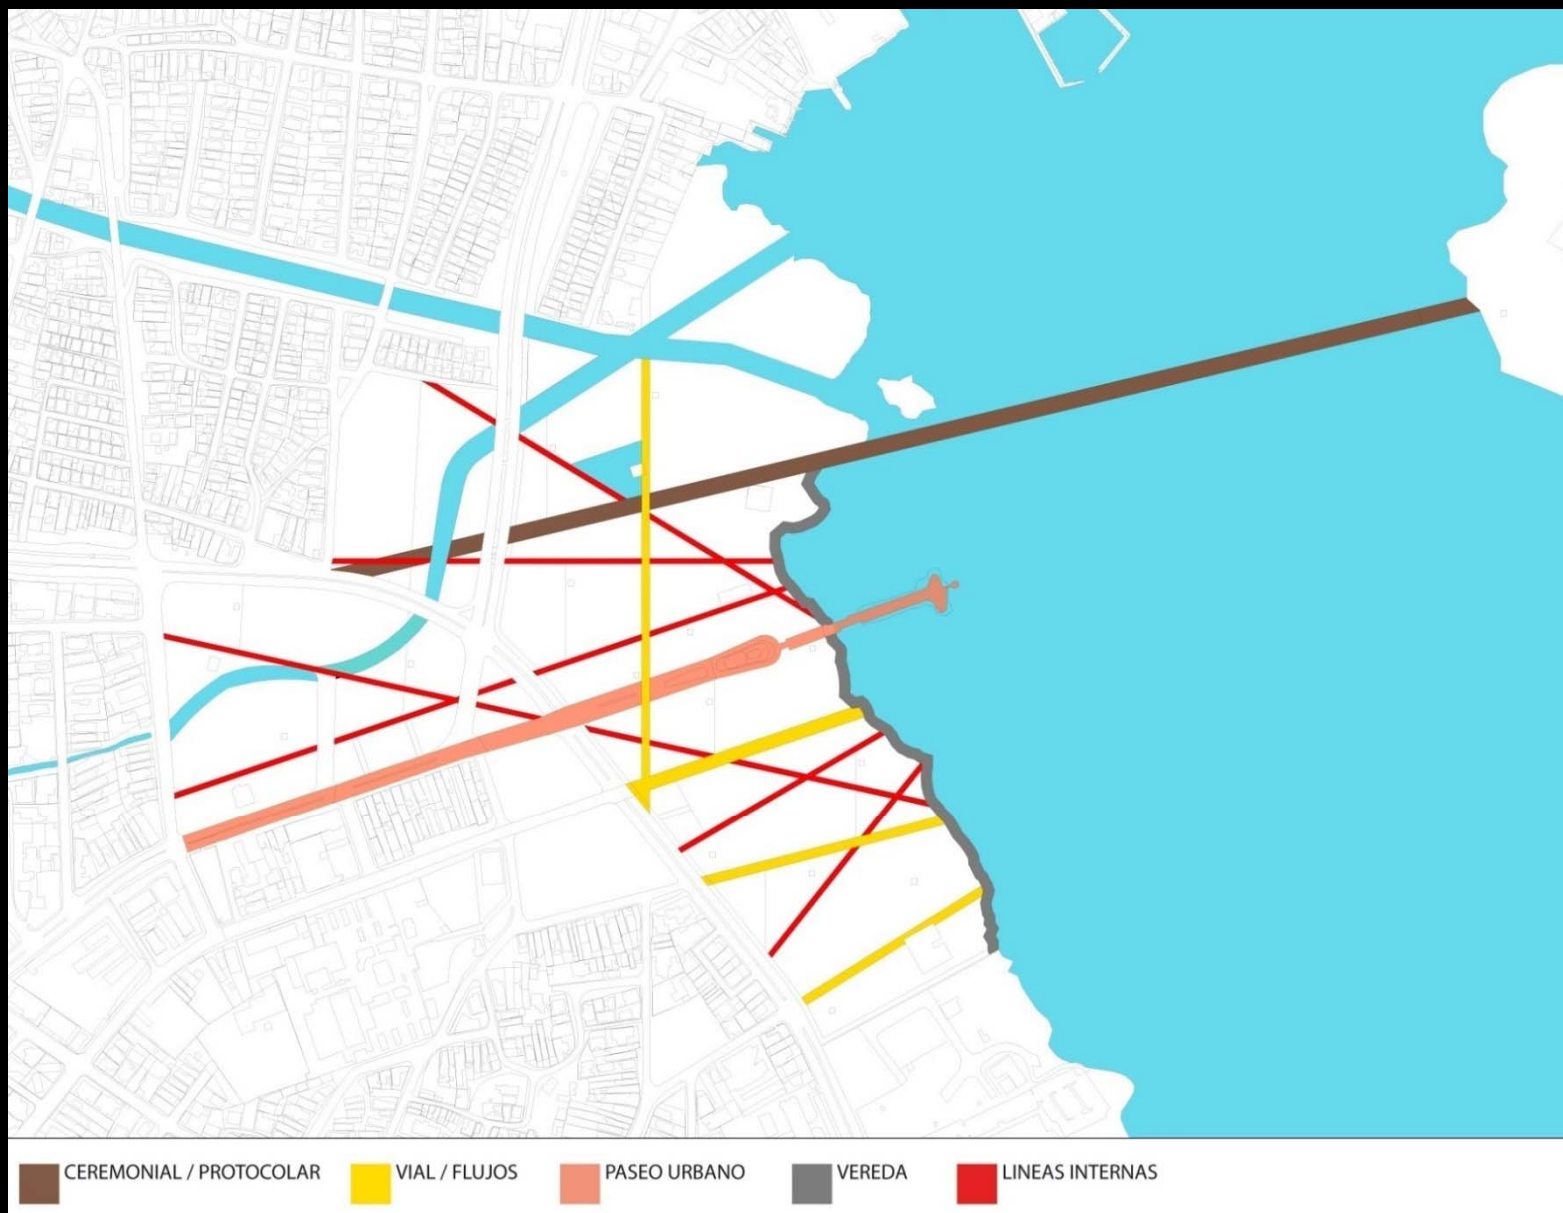 CEREMONIAL / PROTOCOLAR
VIAL / FLUJOS
PASEO URBANO
VEREDA
LINEAS INTERNAS